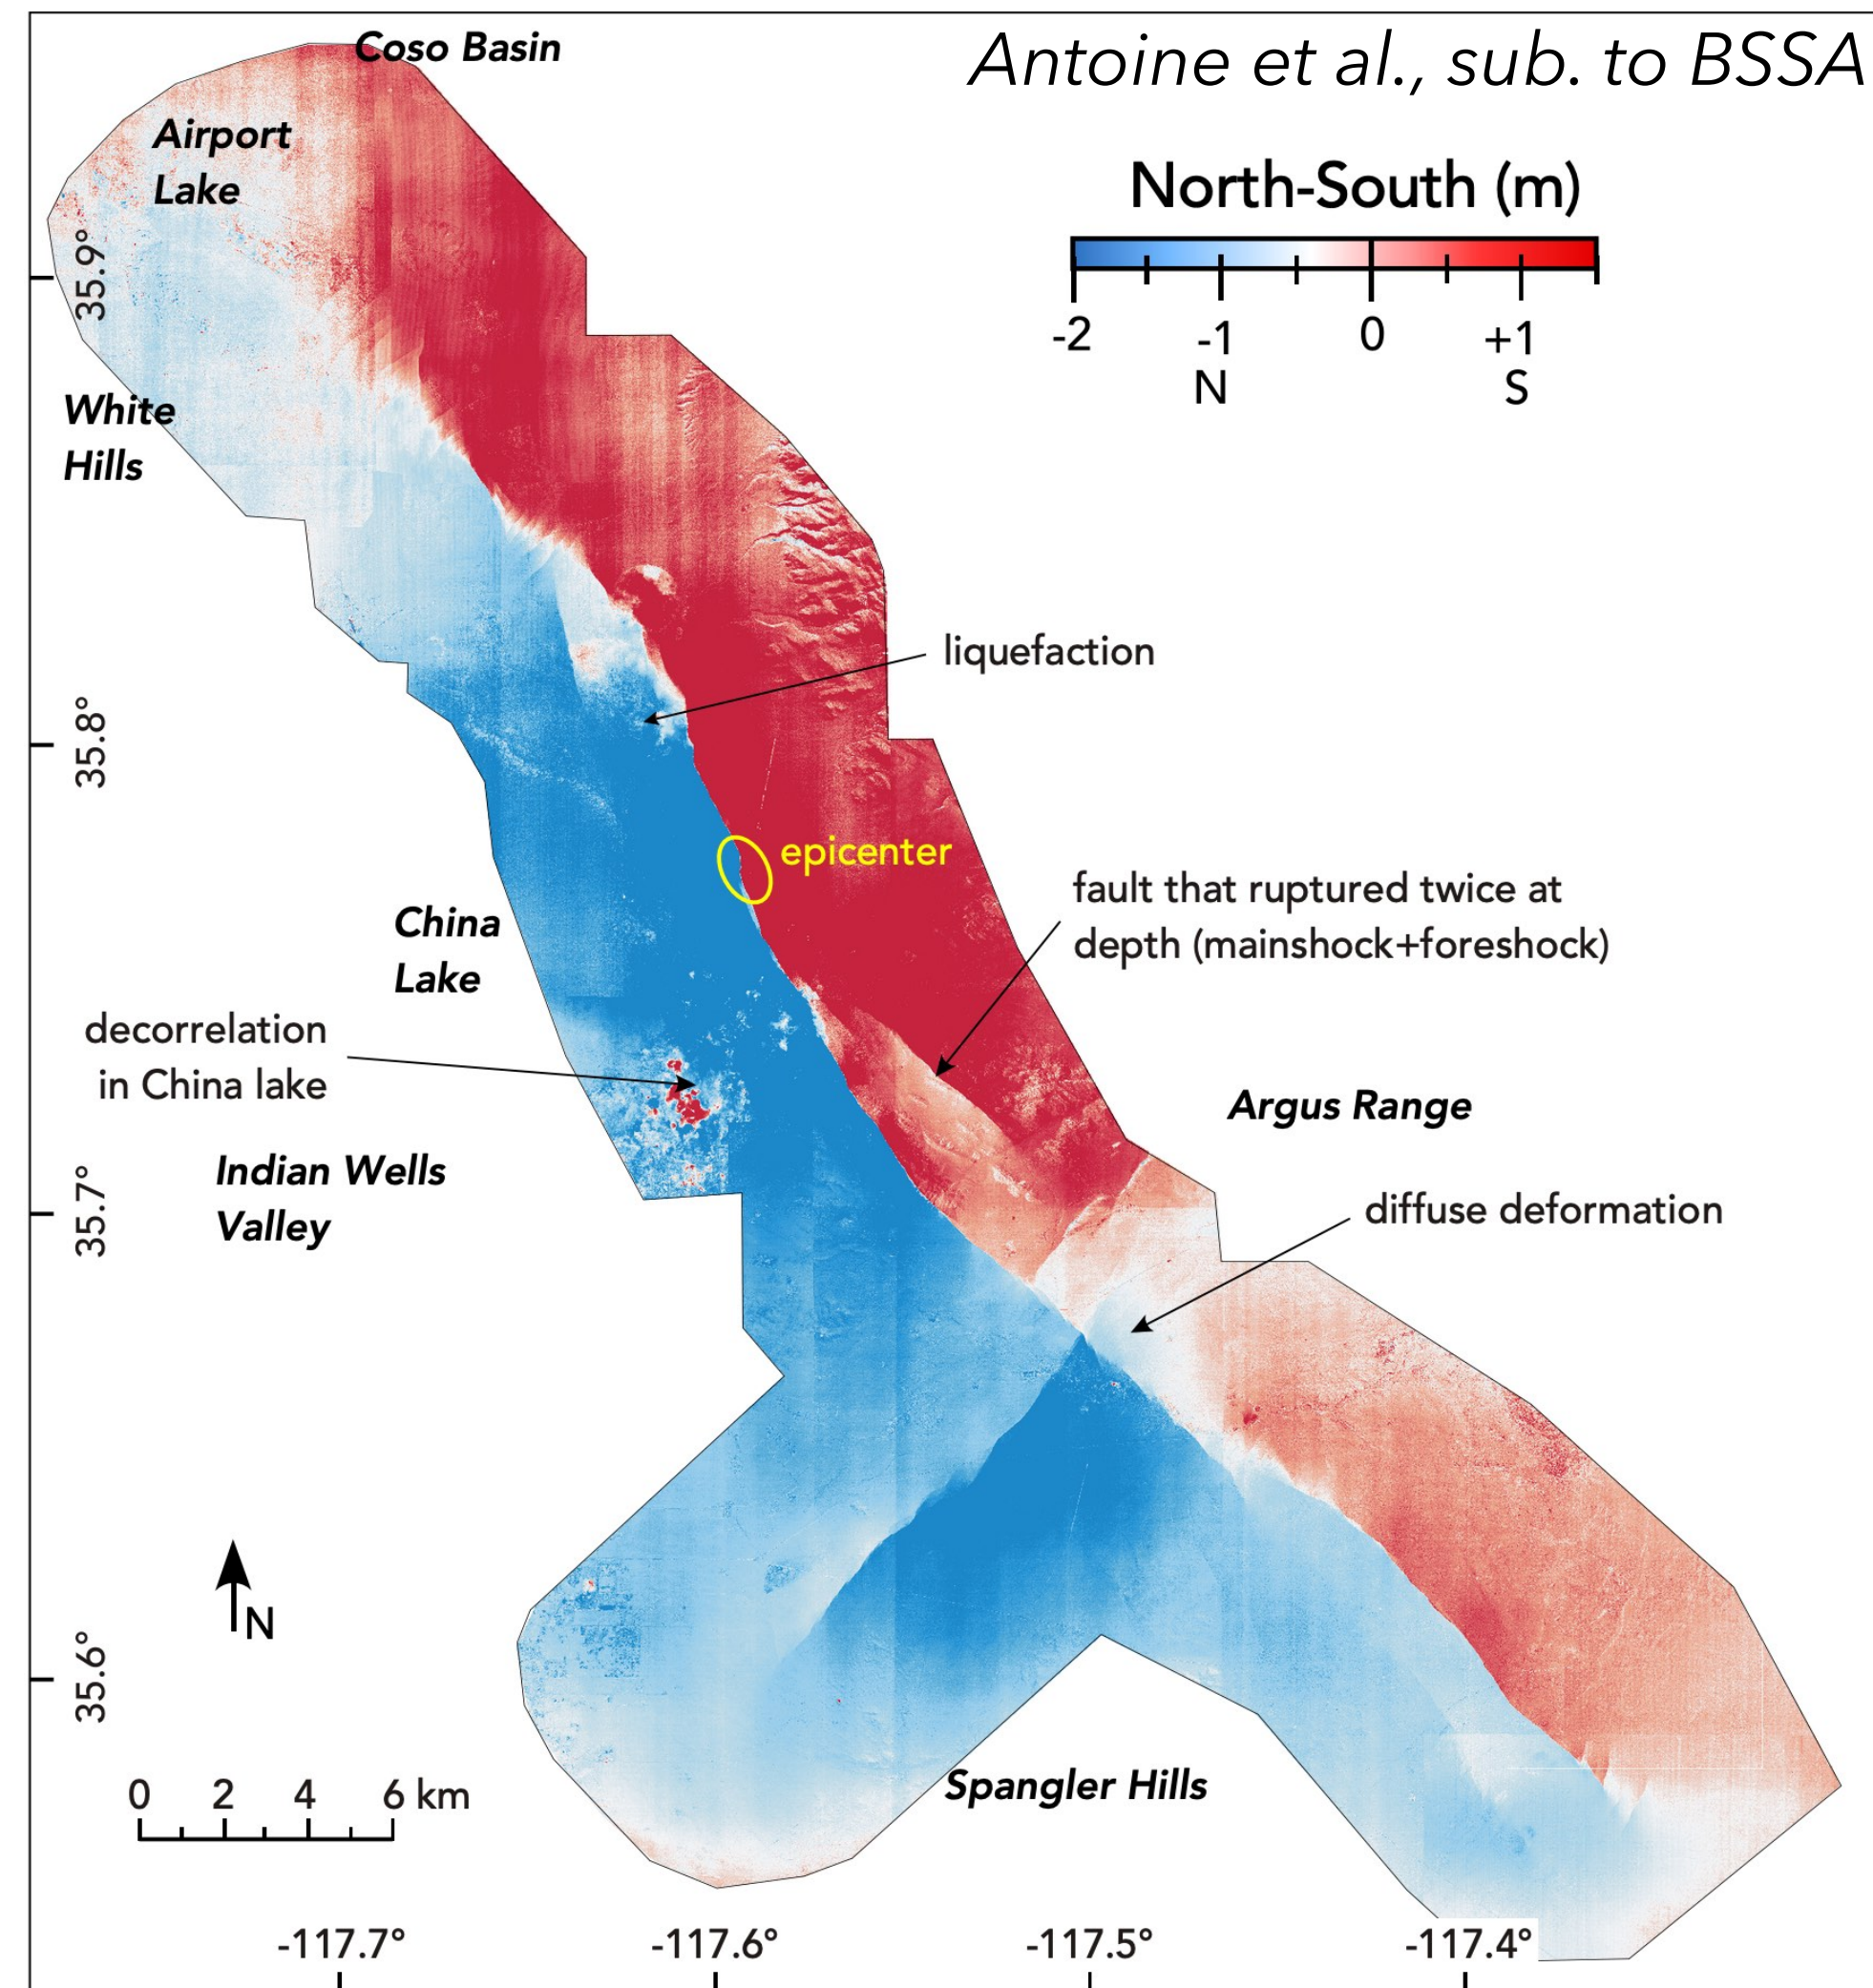 Coso Basin
Antoine et al., sub. to BSSA
Airport
Lake
North-South (m)
-2
-1
0
+1
N
S
35.9°
White
Hills
liquefaction
35.8°
epicenter
fault that ruptured twice at
depth (mainshock+foreshock)
China
Lake
decorrelation
in China lake
Argus Range
Indian Wells
Valley
35.7°
diffuse deformation
N
35.6°
Spangler Hills
0 2 4 6 km
-117.7° -117.6° -117.5° -117.4°